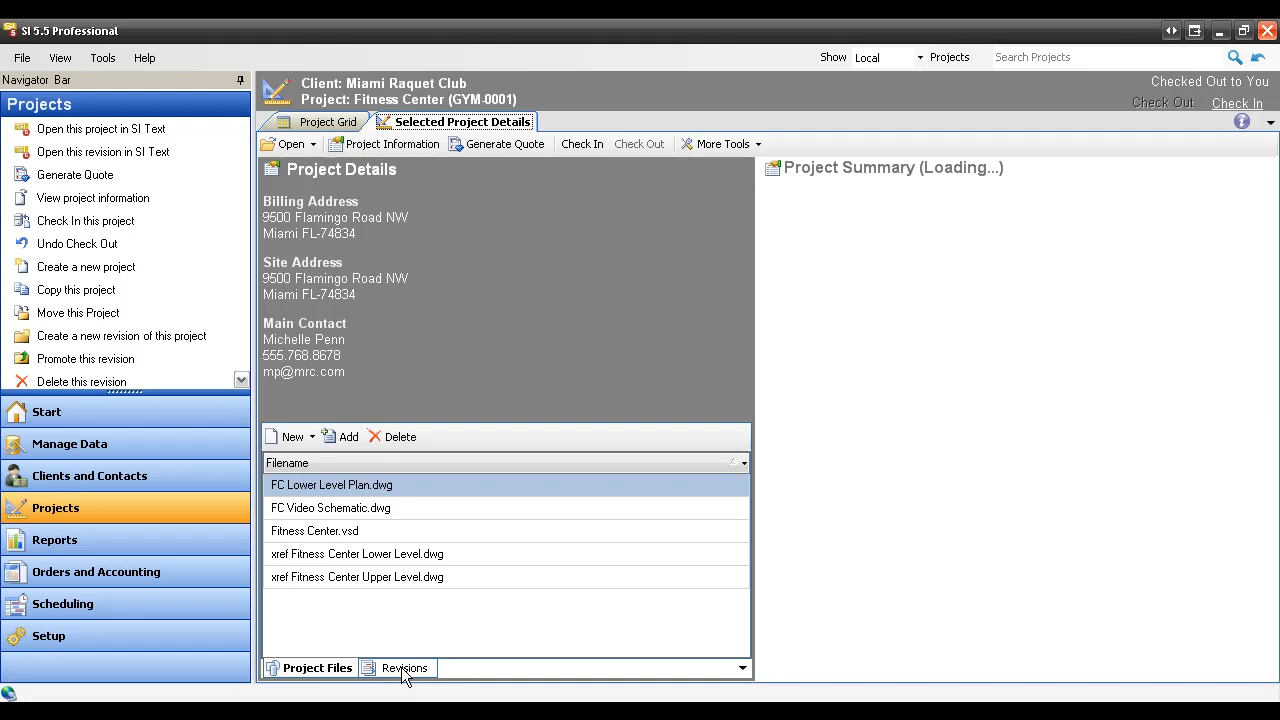 SI 5.5 Professional
File View Tools Help
Show Local Projects Search Projects
Navigator Bar
Client: Miami Raquet Club
Project: Fitness Center (GYM-0001)
Checked Out to You
Check Out Check In
Projects
Open this project in SI Text
Open this revision in SI Text
Generate Quote
View project information
Check In this project
Undo Check Out
Create a new project
Copy this project
Move this Project
Create a new revision of this project
Promote this revision
Delete this revision
Start
Manage Data
Clients and Contacts
Projects
Reports
Orders and Accounting
Scheduling
Setup
Project Grid Selected Project Details
Open Project Information Generate Quote Check In Check Out More Tools
Project Details
Billing Address
9500 Flamingo Road NW
Miami FL-74834
Site Address
9500 Flamingo Road NW
Miami FL-74834
Main Contact
Michelle Penn
555.768.8678
mp@mrc.com
New Add Delete
Filename
FC Lower Level Plan.dwg
FC Video Schematic.dwg
Fitness Center.vsd
xref Fitness Center Lower Level.dwg
xref Fitness Center Upper Level.dwg
Project Files Revisions
Project Summary (Loading...)